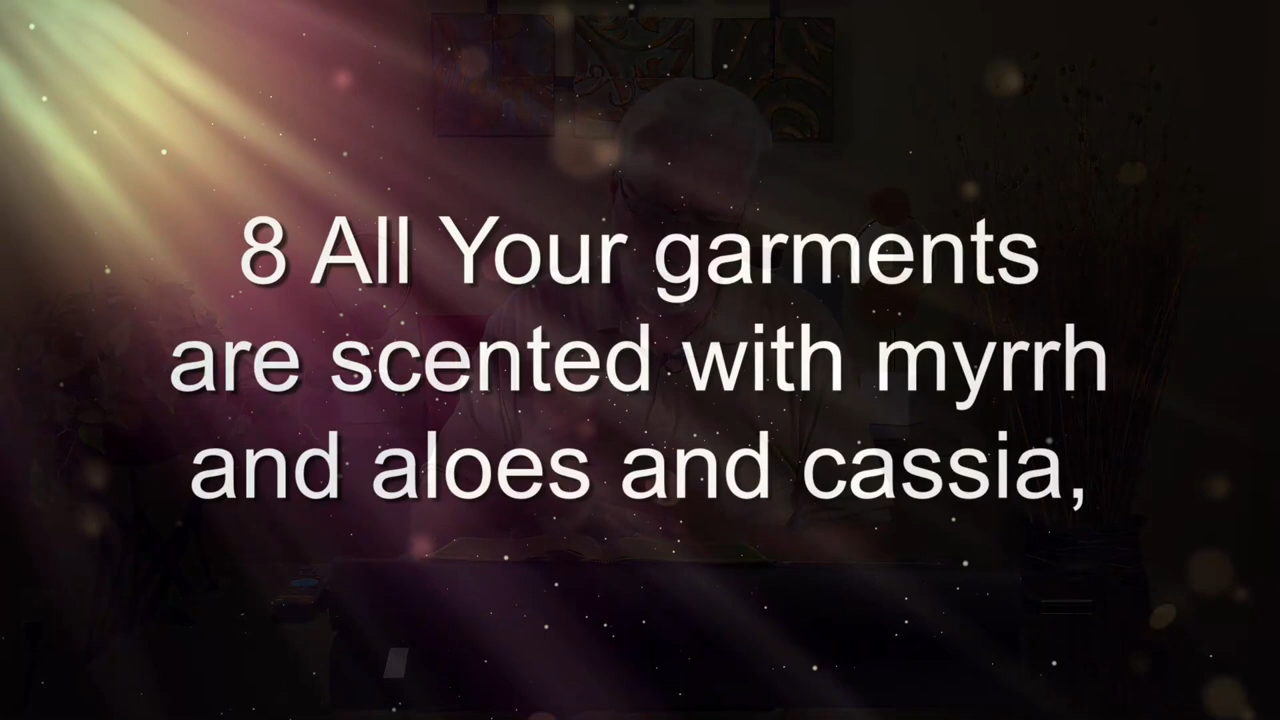 8 All Your garments
are scented with myrrh
and aloes and cassia,